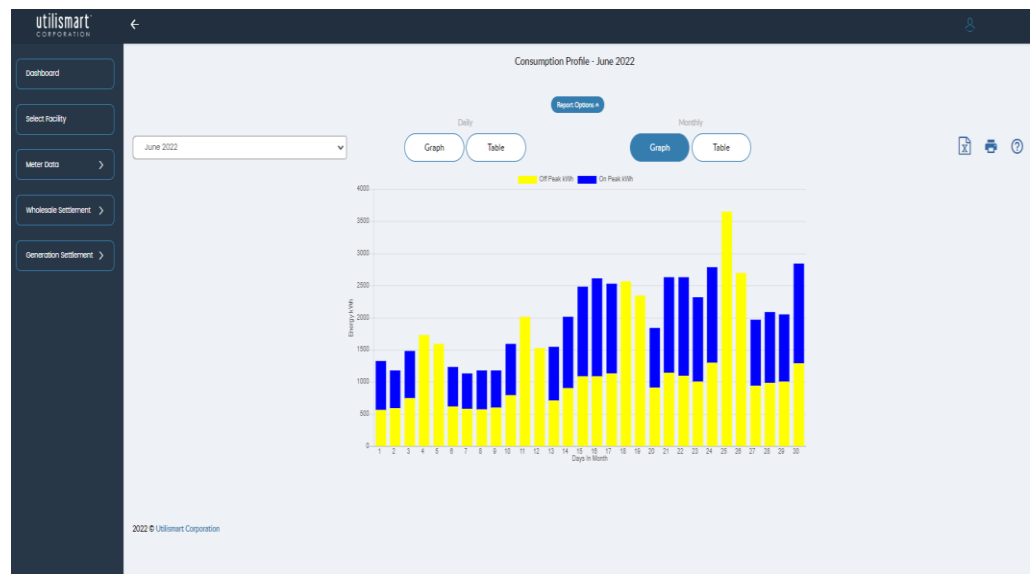 utilismart
CORPORATION
Dashboard
Select Facility
Meter Data
Wholesale Settlement
Generation Settlement
Consumption Profile - June 2022
Report Options
Daily
Monthly
June 2022
Graph Table
Graph Table
Off Peak kWh On Peak kWh
4000
3500
3000
2500
2000
1500
1000
500
0
Energy kWh
1 2 3 4 5 6 7 8 9 10 11 12 13 14 15 16 17 18 19 20 21 22 23 24 25 26 27 28 29 30
Days In Month
2022 © Utilismart Corporation